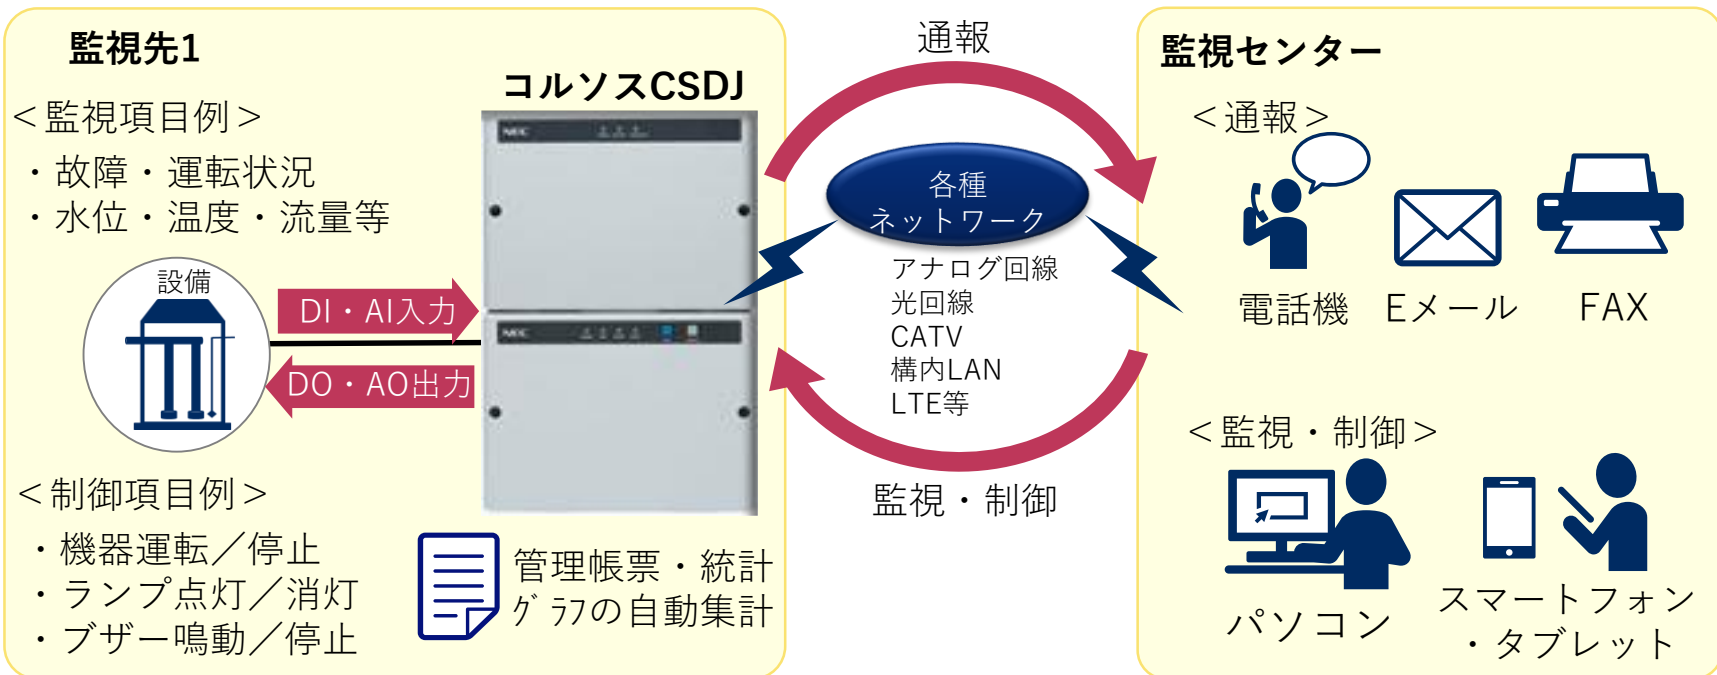 監視先1
コルソスCSDJ
＜監視項目例＞
・故障・運転状況
・水位・温度・流量等
設備
DI・AI入力
DO・AO出力
NEC
NEC
＜制御項目例＞
・機器運転／停止
・ランプ点灯／消灯
・ブザー鳴動／停止
管理帳票・統計
ｸﾞﾗﾌの自動集計
通報
各種
ネットワーク
アナログ回線
光回線
CATV
構内LAN
LTE等
監視・制御
監視センター
＜通報＞
電話機
Eメール
FAX
＜監視・制御＞
パソコン
スマートフォン
・タブレット